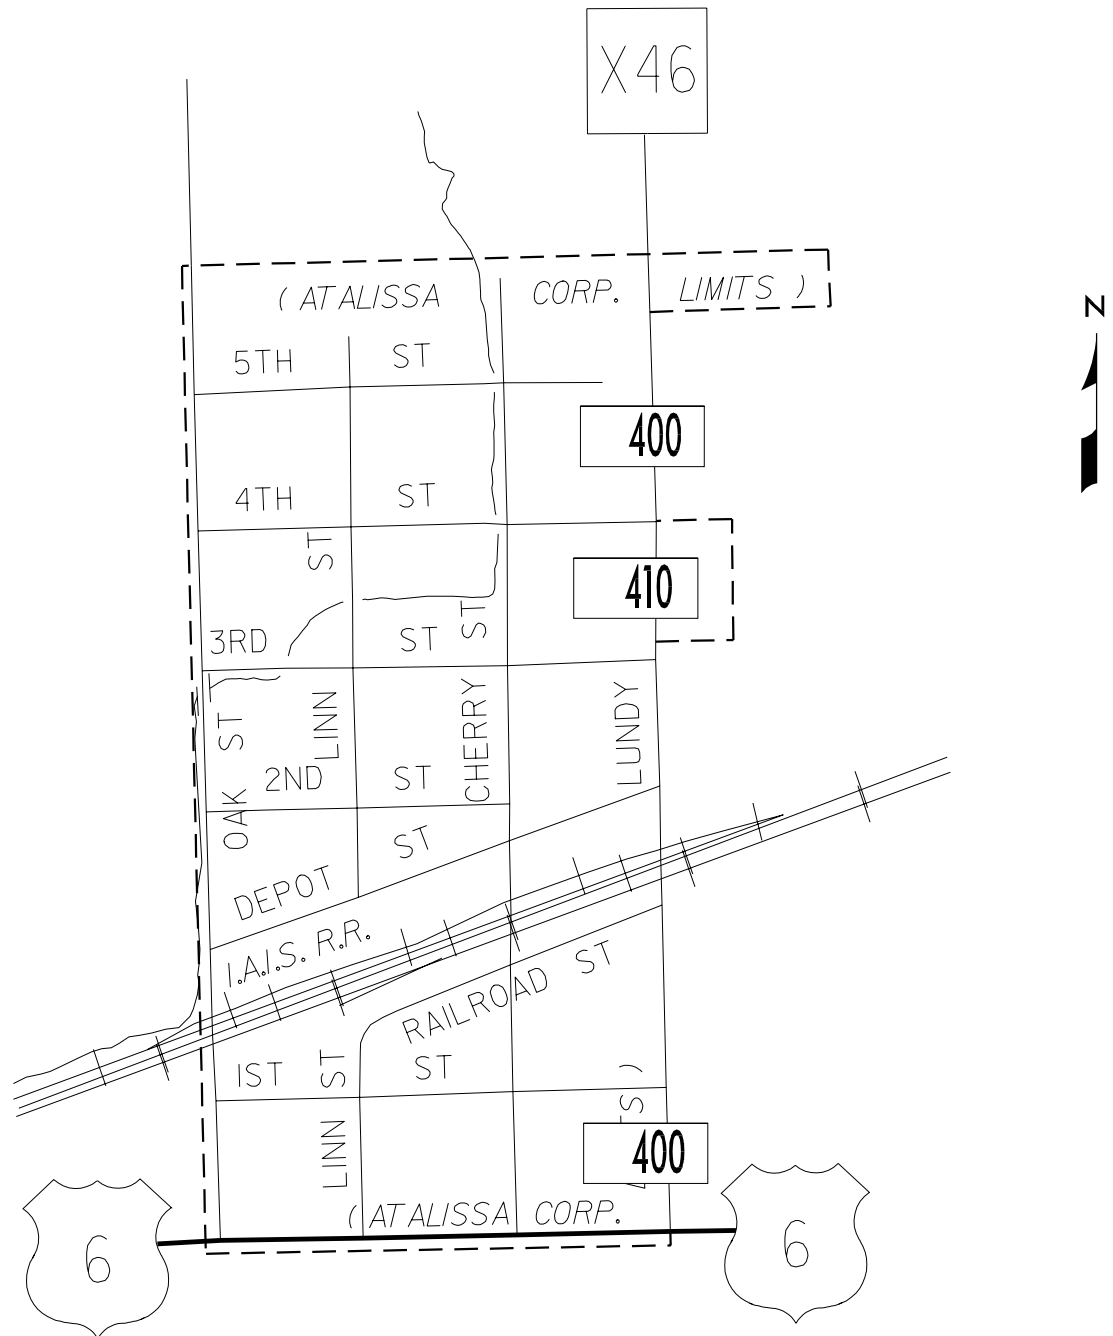 X46
( ATALISSA CORP. LIMITS )
N
5TH ST
400
4TH ST
ST
410
3RD ST
ST
OAK ST
LINN
CHERRY
LUNDY
2ND ST
DEPOT ST
I.A.I.S. R.R.
RAILROAD ST
1ST ST
ST
LINN
400
( ATALISSA CORP.
6
6